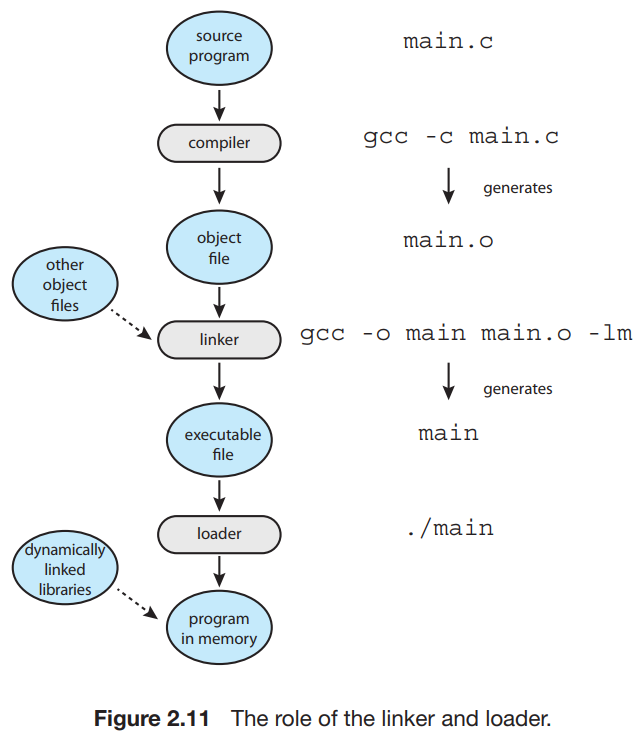 source
program
main.c
compiler
gcc -c main.c
generates
object
file
main.o
other
object
files
linker
gcc -o main main.o -lm
generates
executable
file
main
loader
./main
dynamically
linked
libraries
program
in memory
Figure 2.11 The role of the linker and loader.